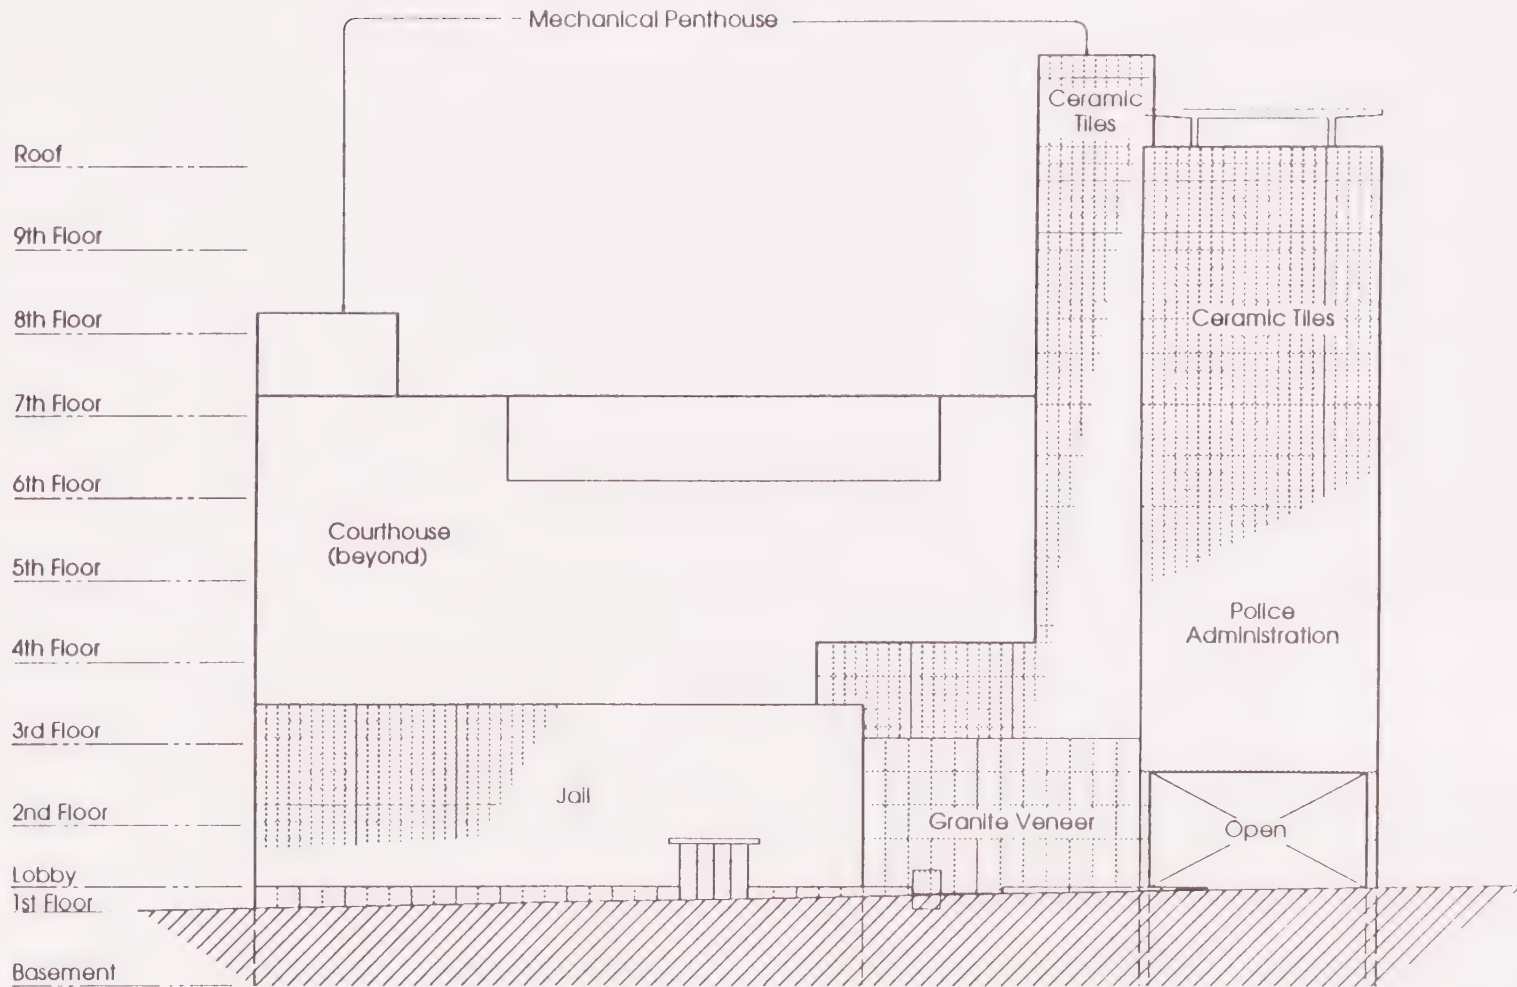 Mechanical Penthouse
Ceramic
Tiles
Roof
9th Floor
8th Floor
Ceramic Tiles
7th Floor
6th Floor
Courthouse
(beyond)
5th Floor
Police
Administration
4th Floor
3rd Floor
Jail
2nd Floor
Granite Veneer
Open
Lobby
1st Floor
Basement